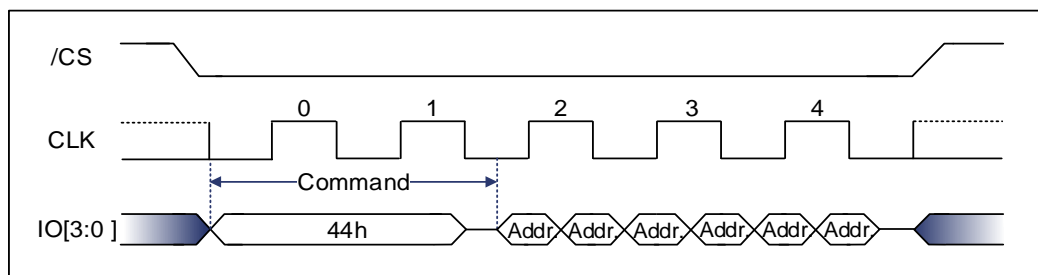 /CS
0 1 2 3 4
CLK
Command
IO[3:0 ] 44h Addr. Addr. Addr. Addr. Addr. Addr.